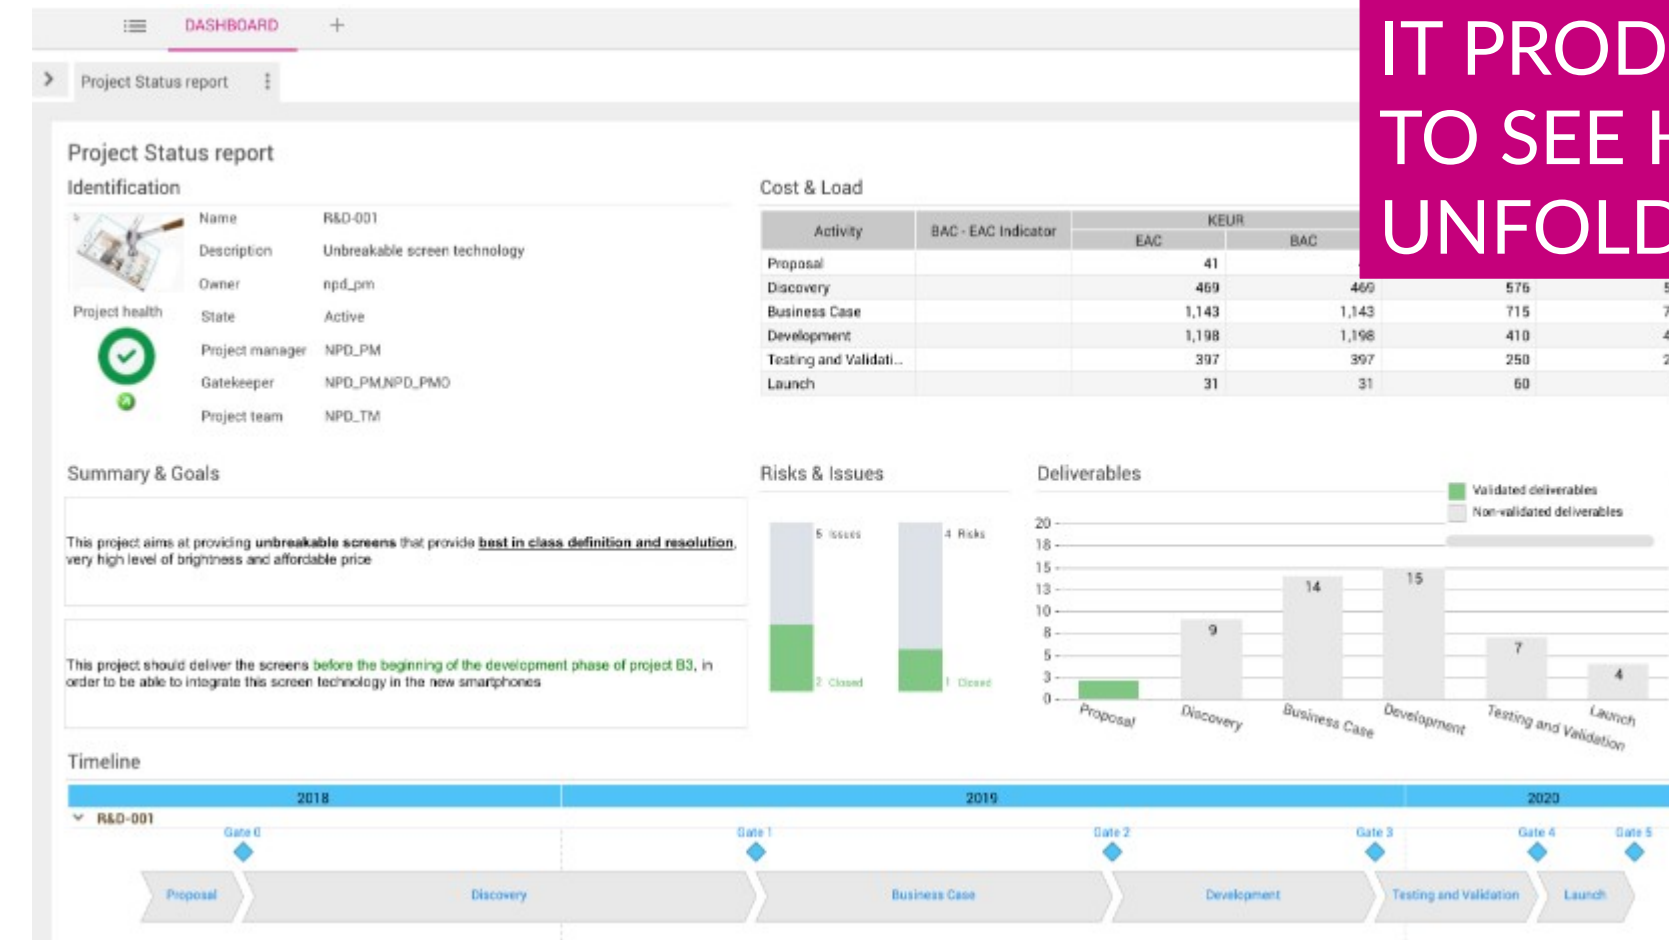 DASHBOARD +
IT PROD
TO SEE H
UNFOLD
Project Status report
Project Status report
Identification
Name R&D-001
Description Unbreakable screen technology
Owner npd_pm
Project health
State Active
Project manager NPD_PM
Gatekeeper NPD_PM,NPD_PMO
Project team NPD_TM
Cost & Load
Activity BAC - EAC Indicator KEUR
EAC BAC
Proposal 41
Discovery 469 469 576 5
Business Case 1,143 1,143 715 7
Development 1,198 1,198 410 4
Testing and Validati... 397 397 250 2
Launch 31 31 60
Summary & Goals
This project aims at providing unbreakable screens that provide best in class definition and resolution,
very high level of brightness and affordable price
This project should deliver the screens before the beginning of the development phase of project B3, in
order to be able to integrate this screen technology in the new smartphones
Risks & Issues
5 Issues
4 Risks
2 Closed
1 Closed
Deliverables
Validated deliverables
Non-validated deliverables
20
18
15
13
10
8
5
3
0
9
14
15
7
4
Proposal
Discovery
Business Case
Development
Testing and Validation
Launch
Timeline
2018 2019 2020
R&D-001
Gate 0 Gate 1 Gate 2 Gate 3 Gate 4 Gate 5
Proposal Discovery Business Case Development Testing and Validation Launch